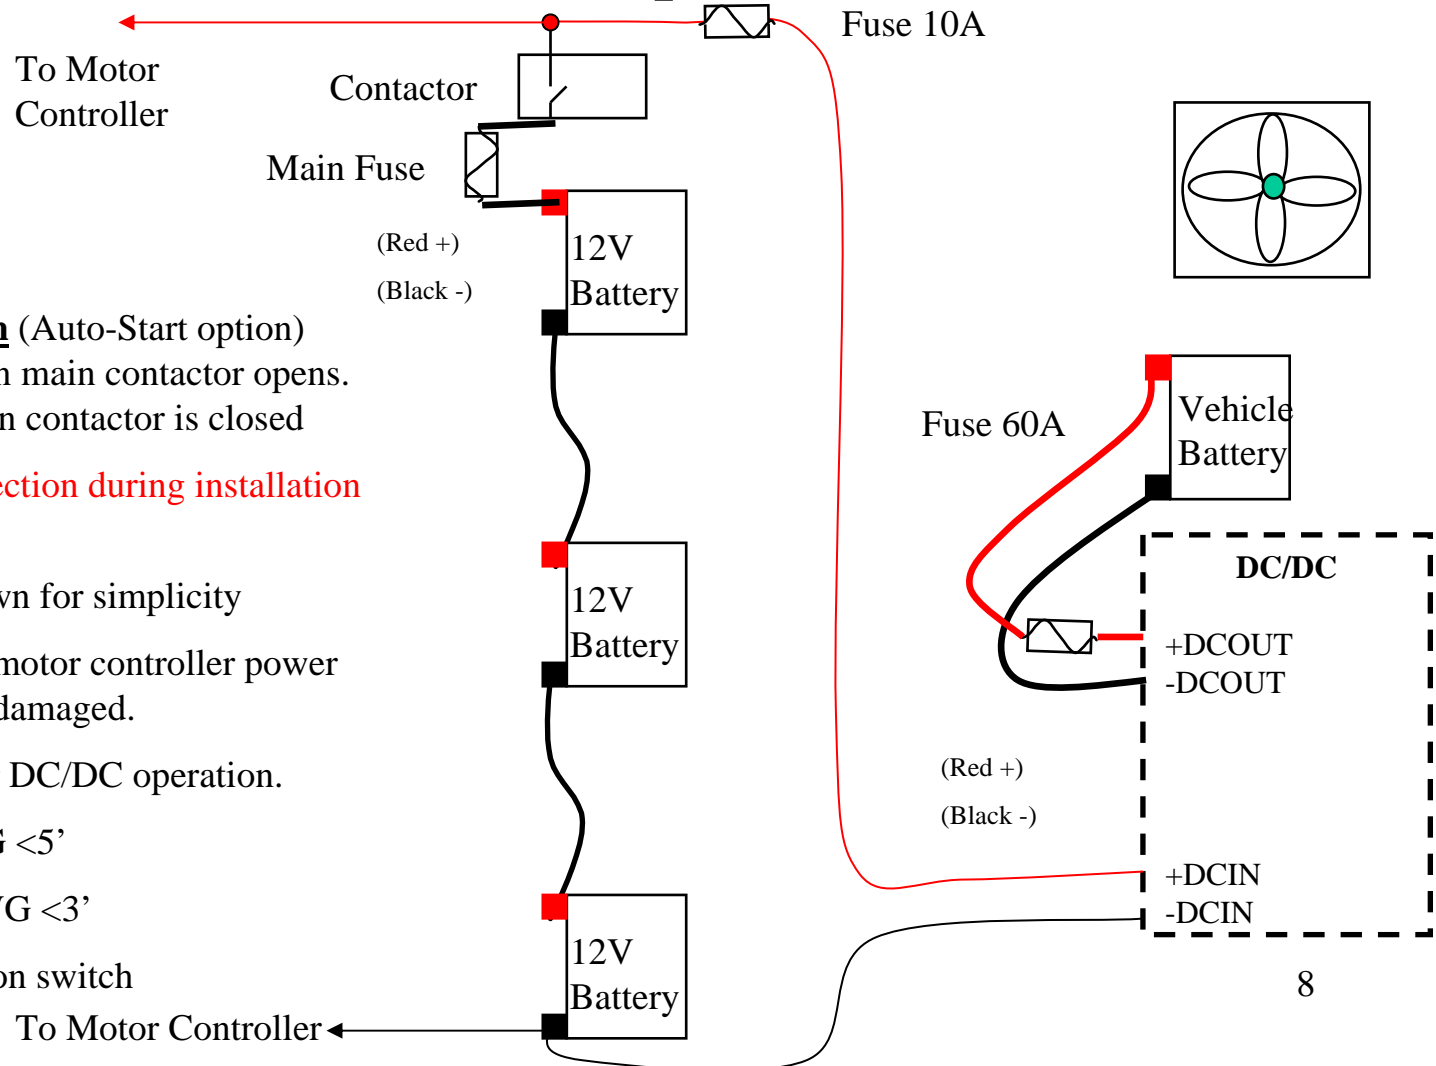 Fuse 10A
To Motor
Controller
Contactor
Main Fuse
(Red +)
(Black -)
12V
Battery
(Auto-Start option)
main contactor opens.
contactor is closed
during installation
for simplicity
motor controller power
damaged.
DC/DC operation.
<5’
<3’
switch
To Motor Controller
12V
Battery
12V
Battery
Fuse 60A
Vehicle
Battery
DC/DC
+DCOUT
-DCOUT
(Red +)
(Black -)
+DCIN
-DCIN
8